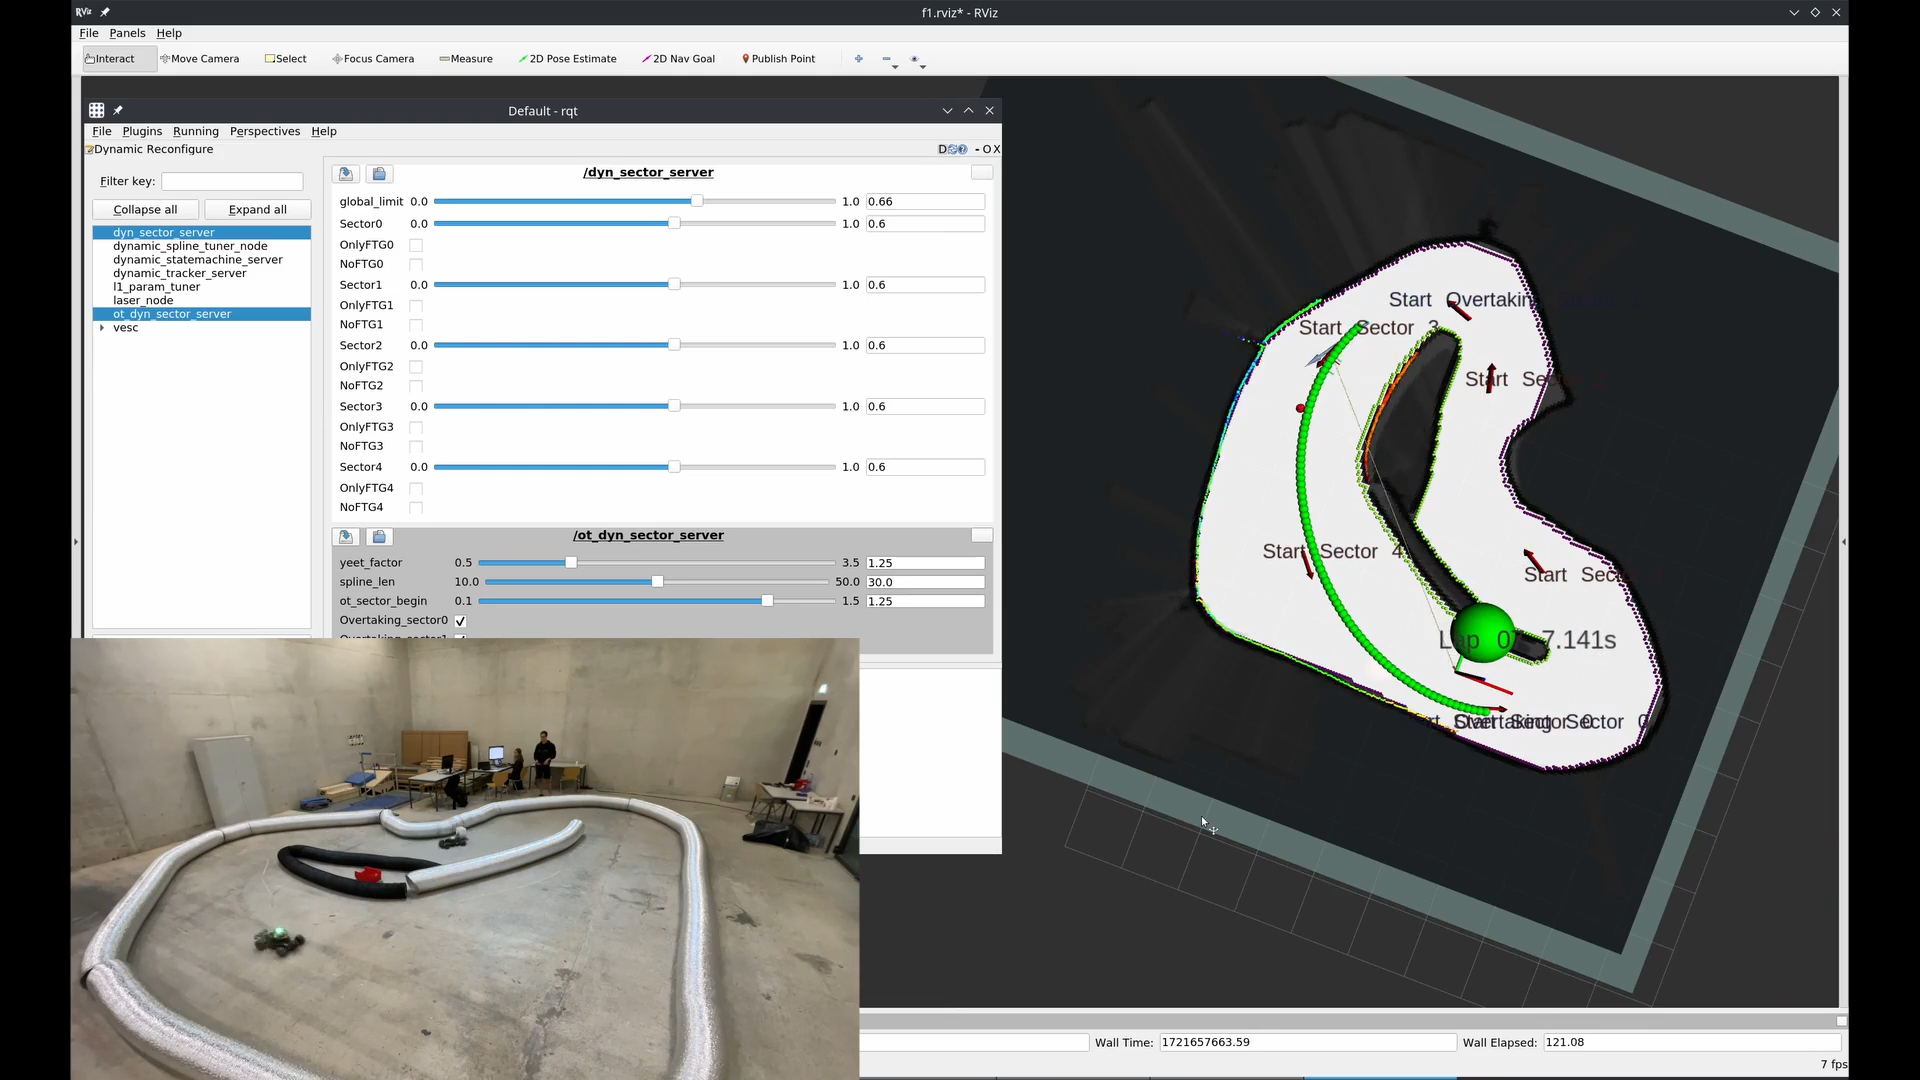 RViz
f1.rviz* - RViz
File Panels Help
Interact Move Camera Select Focus Camera Measure 2D Pose Estimate 2D Nav Goal Publish Point
Default - rqt
File Plugins Running Perspectives Help
Dynamic Reconfigure
D - O X
Filter key:
Collapse all Expand all
dyn_sector_server
dynamic_spline_tuner_node
dynamic_statemachine_server
dynamic_tracker_server
l1_param_tuner
laser_node
ot_dyn_sector_server
vesc
/dyn_sector_server
global_limit 0.0 1.0 0.66
Sector0 0.0 1.0 0.6
OnlyFTG0
NoFTG0
Sector1 0.0 1.0 0.6
OnlyFTG1
NoFTG1
Sector2 0.0 1.0 0.6
OnlyFTG2
NoFTG2
Sector3 0.0 1.0 0.6
OnlyFTG3
NoFTG3
Sector4 0.0 1.0 0.6
OnlyFTG4
NoFTG4
/ot_dyn_sector_server
yeet_factor 0.5 3.5 1.25
spline_len 10.0 50.0 30.0
ot_sector_begin 0.1 1.5 1.25
Overtaking_sector0
Start Overtaking
Start Sector 3
Start
Start Sector 4
Start
Lap 7.141s
Start Overtaking Sector 0
Wall Time: 1721657663.59 Wall Elapsed: 121.08
7 fps